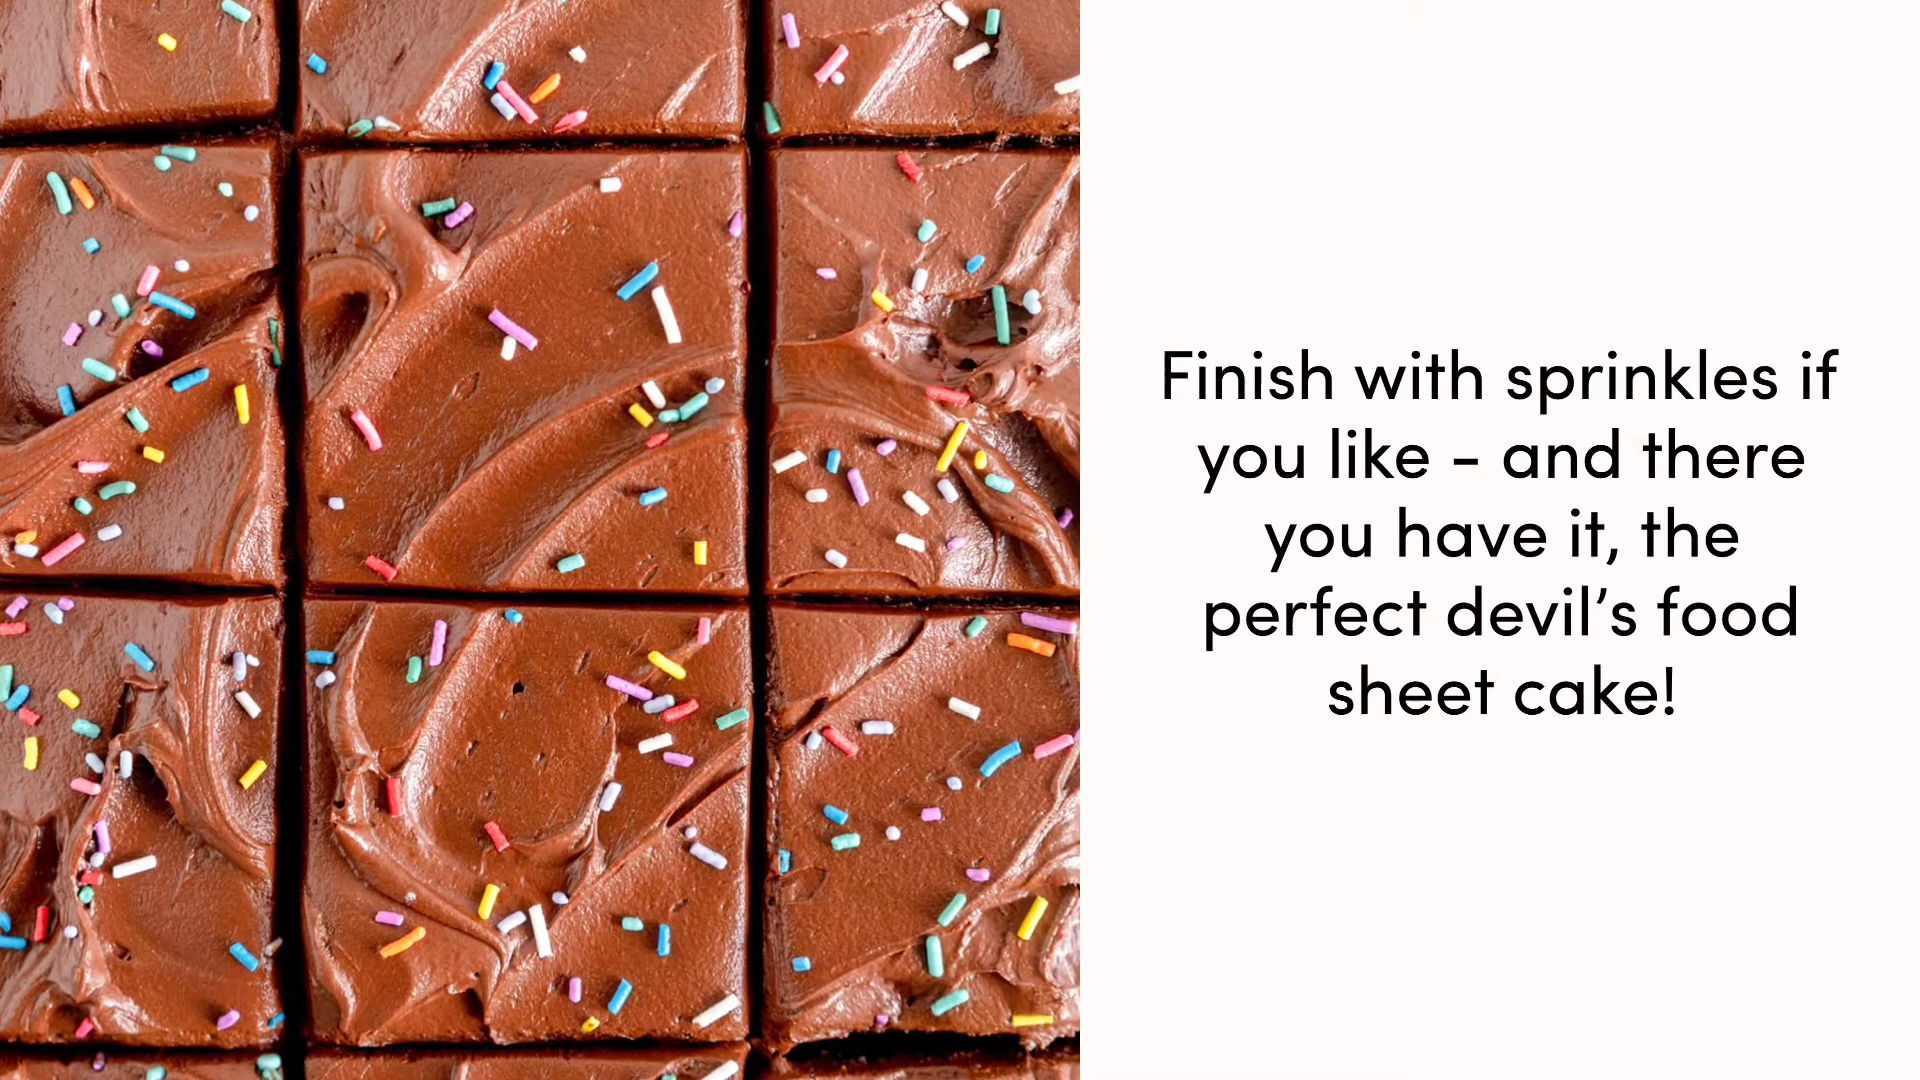 Finish with sprinkles if
you like - and there
you have it, the
perfect devil’s food
sheet cake!